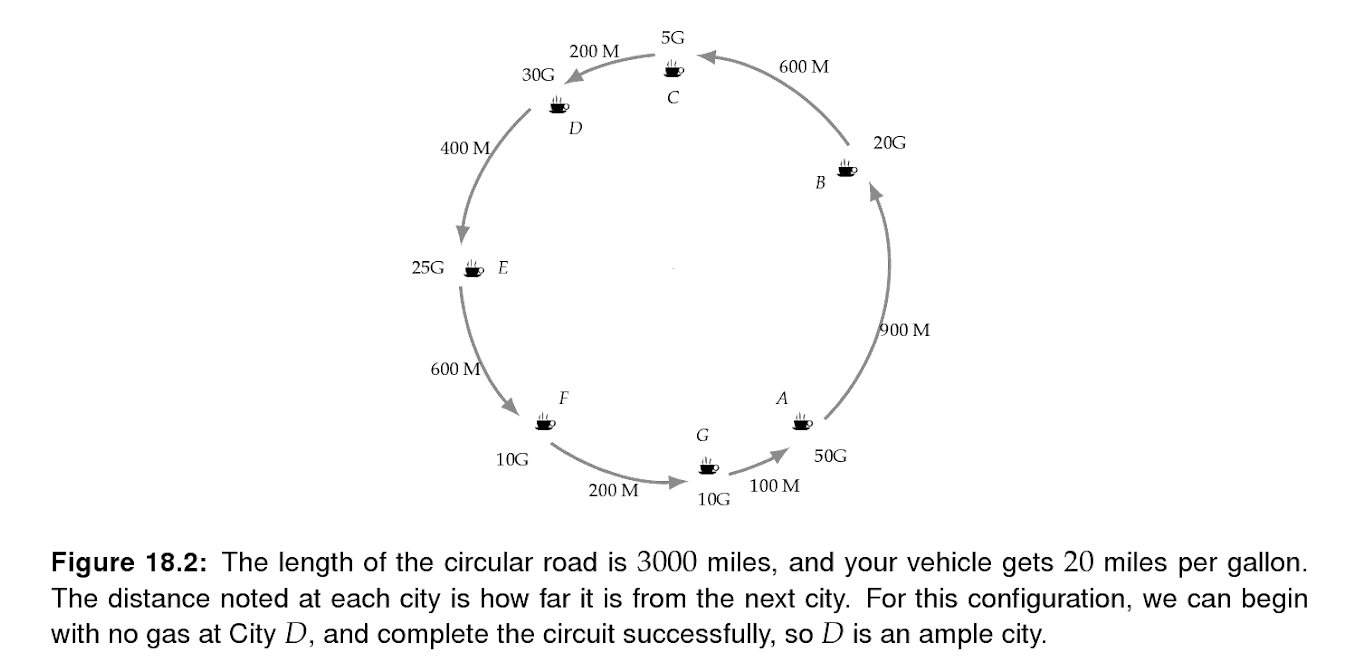 5G
200 M
600 M
30G
C
D
20G
400 M
B
25G
E
900 M
600 M
F
A
G
10G
50G
200 M
100 M
10G
Figure 18.2: The length of the circular road is 3000 miles, and your vehicle gets 20 miles per gallon.
The distance noted at each city is how far it is from the next city. For this configuration, we can begin
with no gas at City D, and complete the circuit successfully, so D is an ample city.